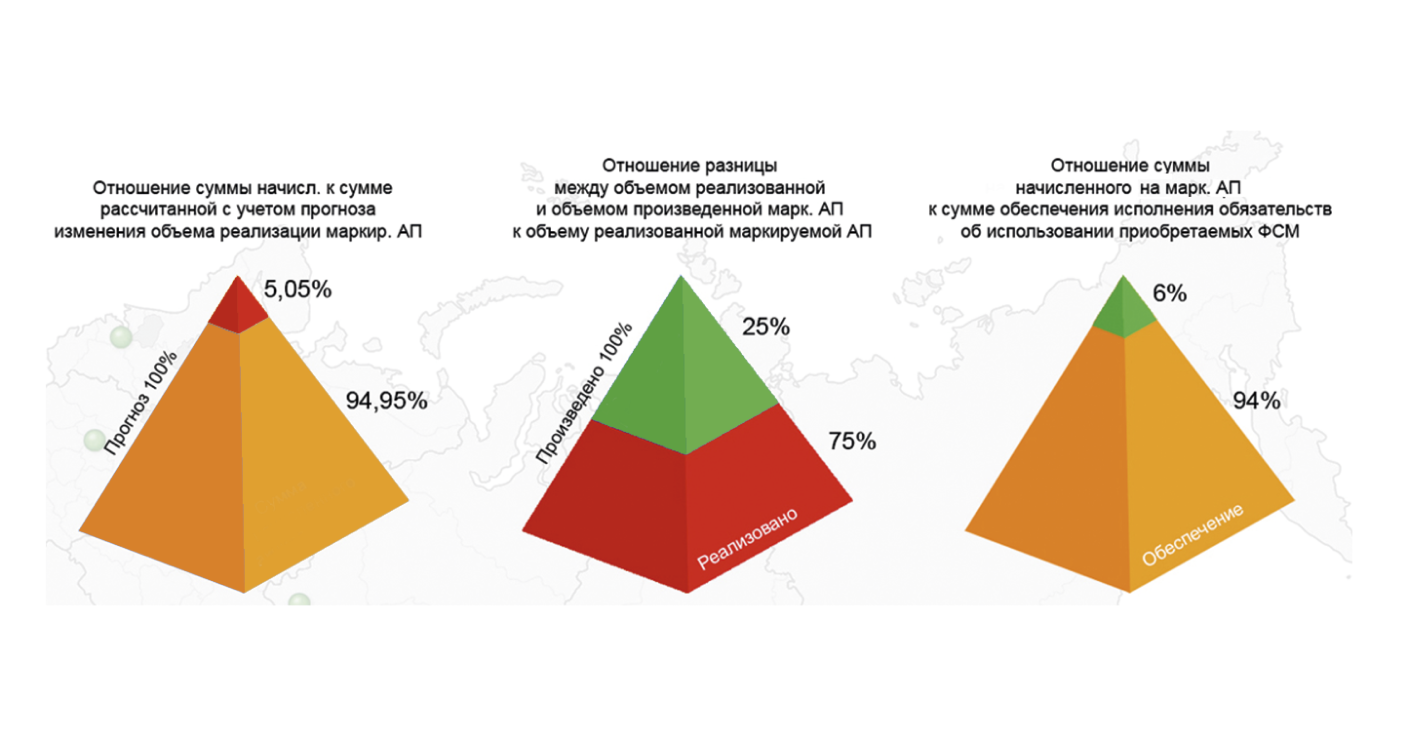 Отношение суммы начисл. к сумме
рассчитанной с учетом прогноза
изменения объема реализации маркир. АП
5,05%
Прогноз 100%
94,95%
Отношение разницы
между объемом реализованной
и объемом произведенной марк. АП
к объему реализованной маркируемой АП
25%
Произведено 100%
75%
Реализовано
Отношение суммы
начисленного на марк. АП
к сумме обеспечения исполнения обязательств
об использовании приобретаемых ФСМ
6%
94%
Обеспечение